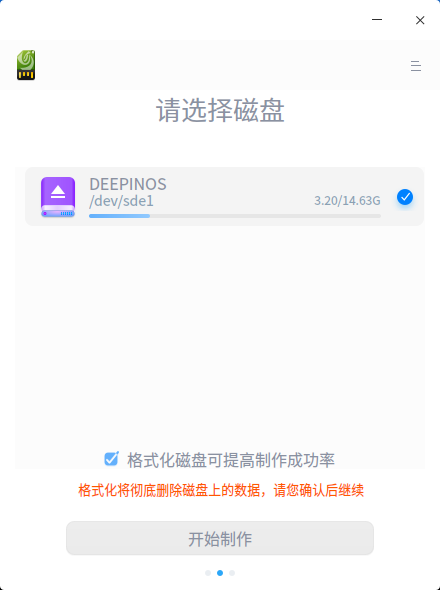 请选择磁盘
DEEPINOS
/dev/sde1
3.20/14.63G
格式化磁盘可提高制作成功率
格式化将彻底删除磁盘上的数据，请您确认后继续
开始制作